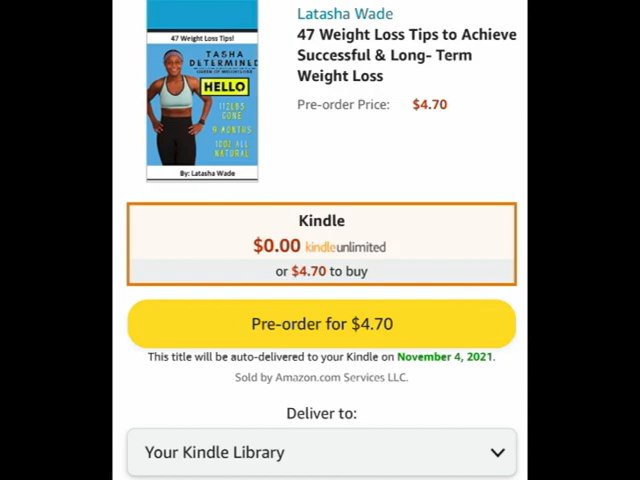 Latasha Wade
47 Weight Loss Tips to Achieve
Successful & Long- Term
Weight Loss
Pre-order Price: $4.70
47 Weight Loss Tips!
TASHA
DETERMINED
HELLO
112LBS
GONE
9 MONTHS
100% ALL
NATURAL
By: Latasha Wade
Kindle
$0.00 kindleunlimited
or $4.70 to buy
Pre-order for $4.70
This title will be auto-delivered to your Kindle on November 4, 2021.
Sold by Amazon.com Services LLC.
Deliver to:
Your Kindle Library